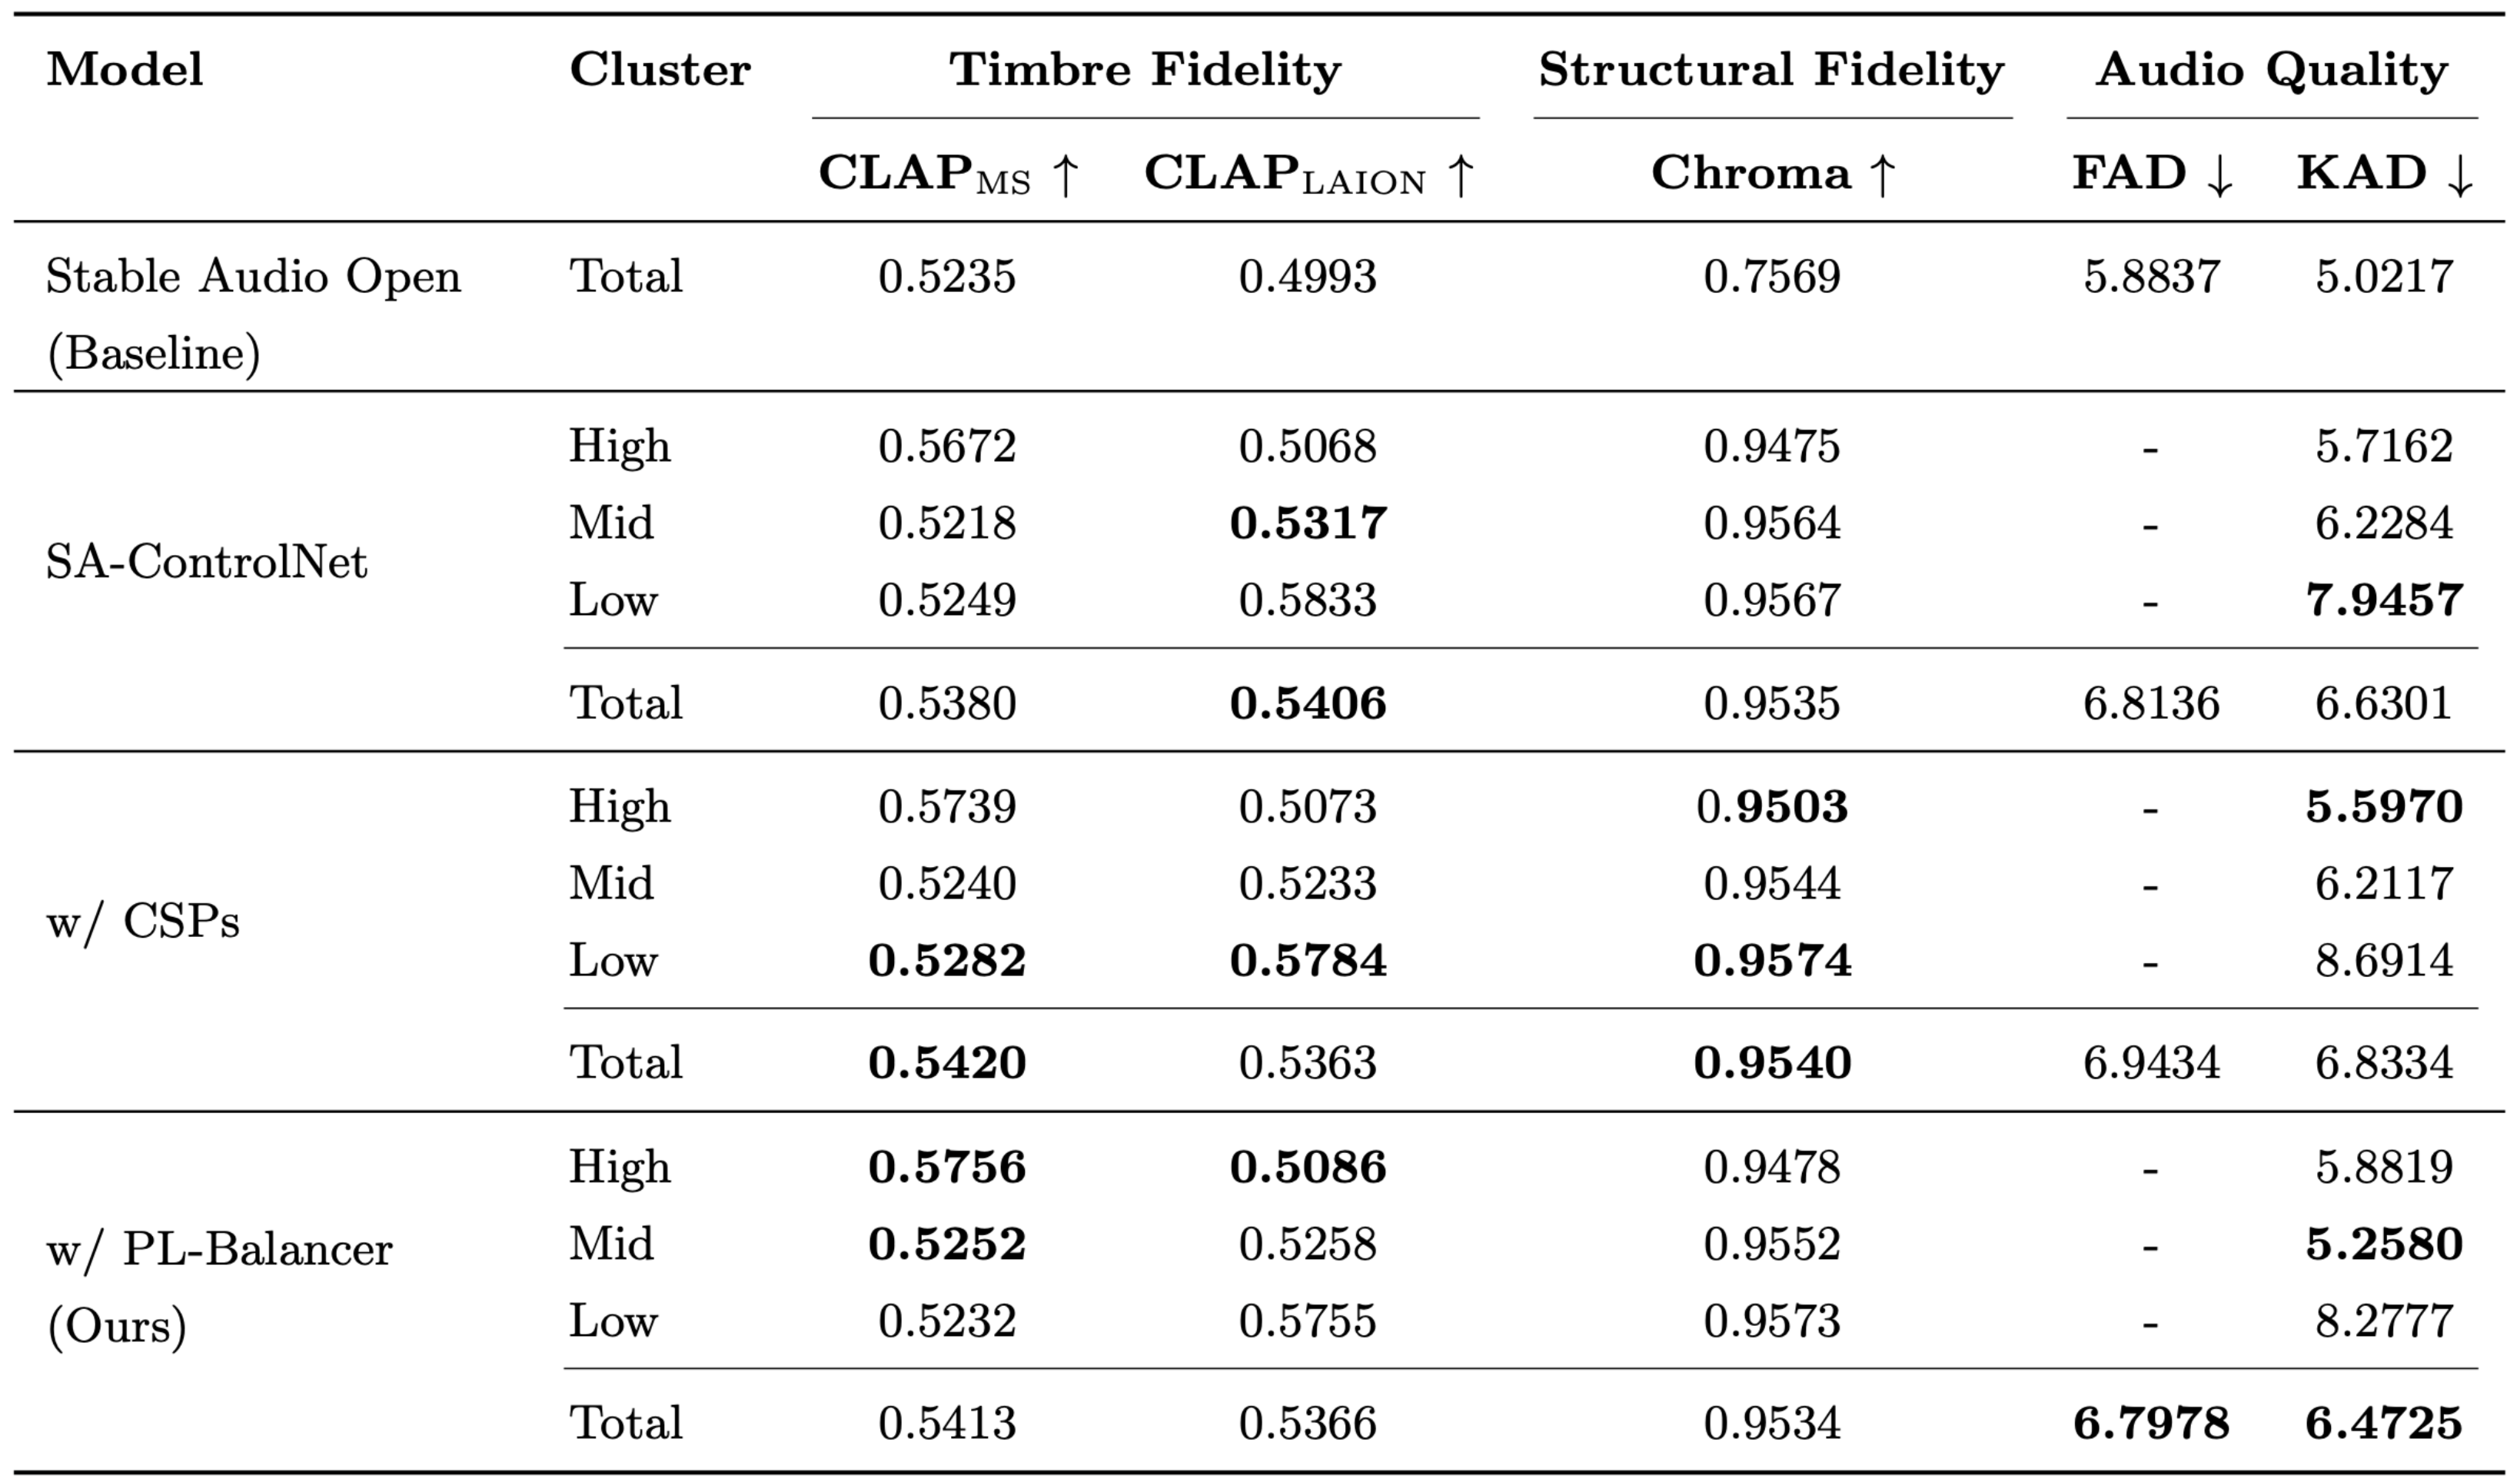 Model Cluster Timbre Fidelity Structural Fidelity Audio Quality
CLAP_MS ↑ CLAP_LAION ↑ Chroma ↑ FAD ↓ KAD ↓
Stable Audio Open Total 0.5235 0.4993 0.7569 5.8837 5.0217
(Baseline)
High 0.5672 0.5068 0.9475 - 5.7162
Mid 0.5218 0.5317 0.9564 - 6.2284
SA-ControlNet
Low 0.5249 0.5833 0.9567 - 7.9457
Total 0.5380 0.5406 0.9535 6.8136 6.6301
High 0.5739 0.5073 0.9503 - 5.5970
Mid 0.5240 0.5233 0.9544 - 6.2117
w/ CSPs
Low 0.5282 0.5784 0.9574 - 8.6914
Total 0.5420 0.5363 0.9540 6.9434 6.8334
High 0.5756 0.5086 0.9478 - 5.8819
w/ PL-Balancer Mid 0.5252 0.5258 0.9552 - 5.2580
(Ours) Low 0.5232 0.5755 0.9573 - 8.2777
Total 0.5413 0.5366 0.9534 6.7978 6.4725